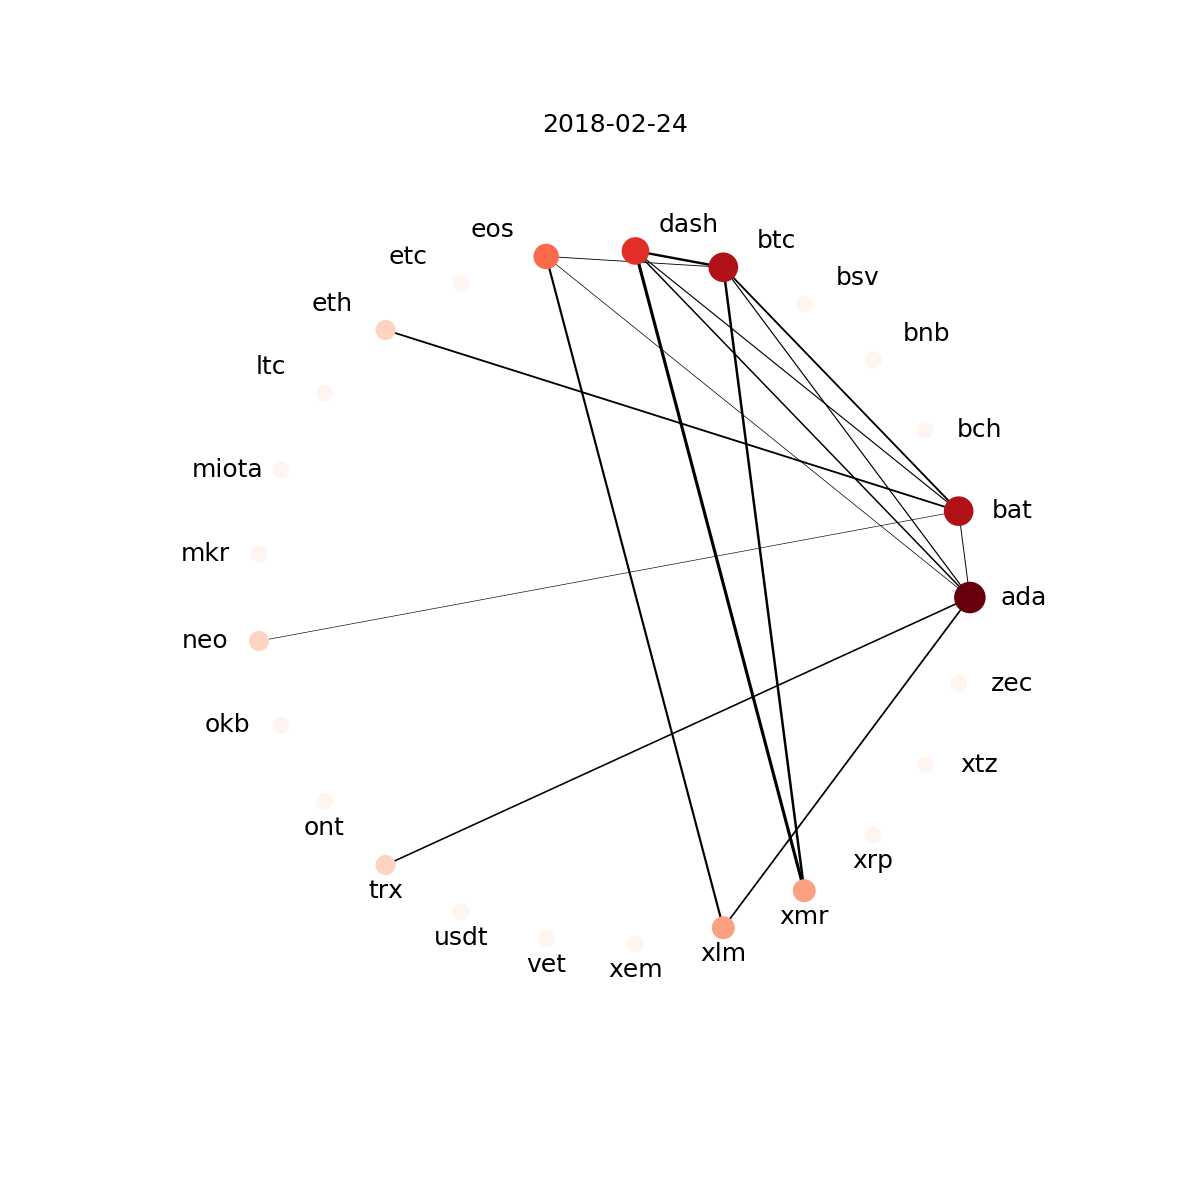 2018-02-24
dash
eos
btc
etc
bsv
eth
bnb
ltc
bch
miota
bat
mkr
ada
neo
zec
okb
xtz
ont
xrp
trx
xmr
usdt
xlm
vet
xem